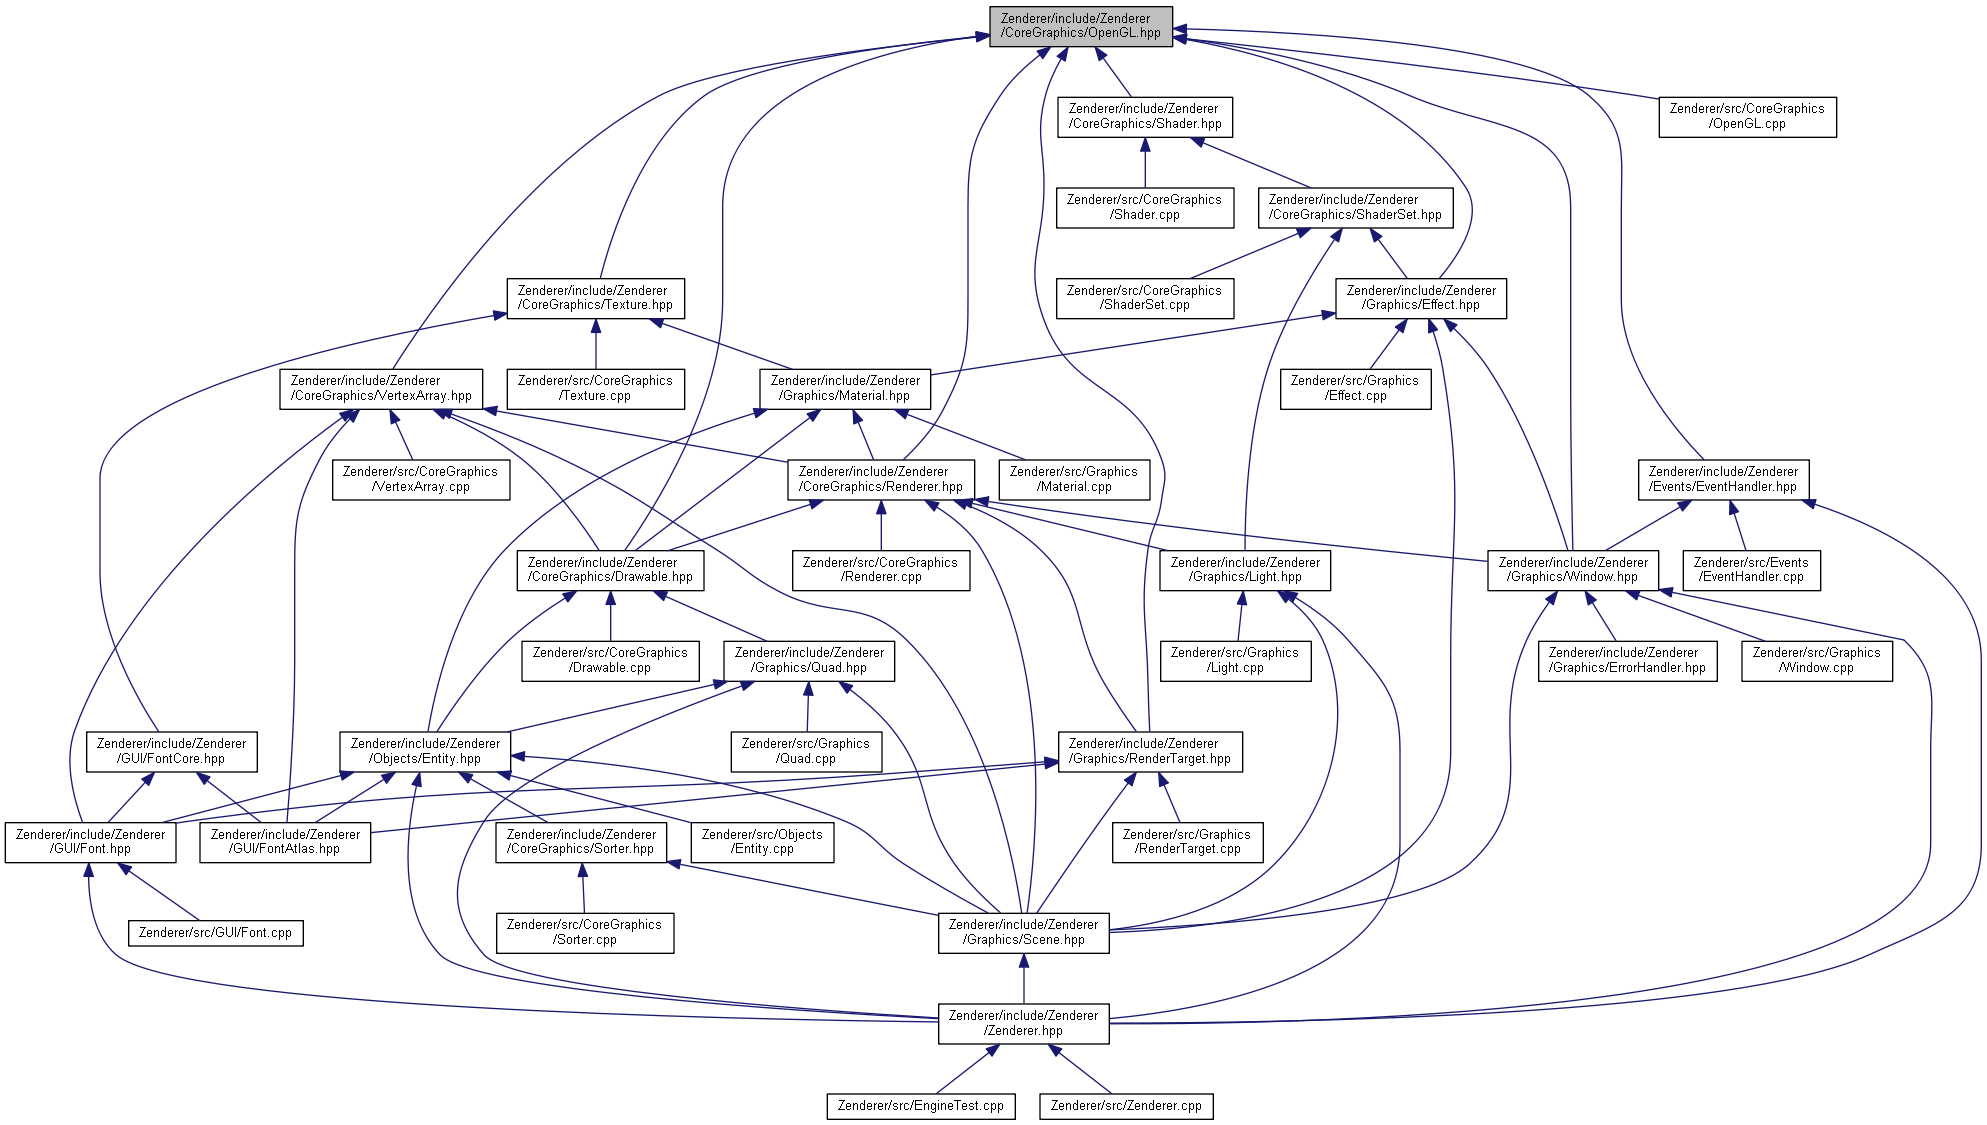 Zenderer/include/Zenderer
/CoreGraphics/OpenGL.hpp
Zenderer/include/Zenderer
/CoreGraphics/Shader.hpp
Zenderer/src/CoreGraphics
/OpenGL.cpp
Zenderer/src/CoreGraphics
/Shader.cpp
Zenderer/include/Zenderer
/CoreGraphics/ShaderSet.hpp
Zenderer/include/Zenderer
/CoreGraphics/Texture.hpp
Zenderer/src/CoreGraphics
/ShaderSet.cpp
Zenderer/include/Zenderer
/Graphics/Effect.hpp
Zenderer/include/Zenderer
/CoreGraphics/VertexArray.hpp
Zenderer/src/CoreGraphics
/Texture.cpp
Zenderer/include/Zenderer
/Graphics/Material.hpp
Zenderer/src/Graphics
/Effect.cpp
Zenderer/src/CoreGraphics
/VertexArray.cpp
Zenderer/include/Zenderer
/CoreGraphics/Renderer.hpp
Zenderer/src/Graphics
/Material.cpp
Zenderer/include/Zenderer
/Events/EventHandler.hpp
Zenderer/include/Zenderer
/CoreGraphics/Drawable.hpp
Zenderer/src/CoreGraphics
/Renderer.cpp
Zenderer/include/Zenderer
/Graphics/Light.hpp
Zenderer/include/Zenderer
/Graphics/Window.hpp
Zenderer/src/Events
/EventHandler.cpp
Zenderer/src/CoreGraphics
/Drawable.cpp
Zenderer/include/Zenderer
/Graphics/Quad.hpp
Zenderer/src/Graphics
/Light.cpp
Zenderer/include/Zenderer
/Graphics/ErrorHandler.hpp
Zenderer/src/Graphics
/Window.cpp
Zenderer/include/Zenderer
/GUI/FontCore.hpp
Zenderer/include/Zenderer
/Objects/Entity.hpp
Zenderer/src/Graphics
/Quad.cpp
Zenderer/include/Zenderer
/Graphics/RenderTarget.hpp
Zenderer/include/Zenderer
/GUI/Font.hpp
Zenderer/include/Zenderer
/GUI/FontAtlas.hpp
Zenderer/include/Zenderer
/CoreGraphics/Sorter.hpp
Zenderer/src/Objects
/Entity.cpp
Zenderer/src/Graphics
/RenderTarget.cpp
Zenderer/src/GUI/Font.cpp
Zenderer/src/CoreGraphics
/Sorter.cpp
Zenderer/include/Zenderer
/Graphics/Scene.hpp
Zenderer/include/Zenderer
/Zenderer.hpp
Zenderer/src/EngineTest.cpp
Zenderer/src/Zenderer.cpp